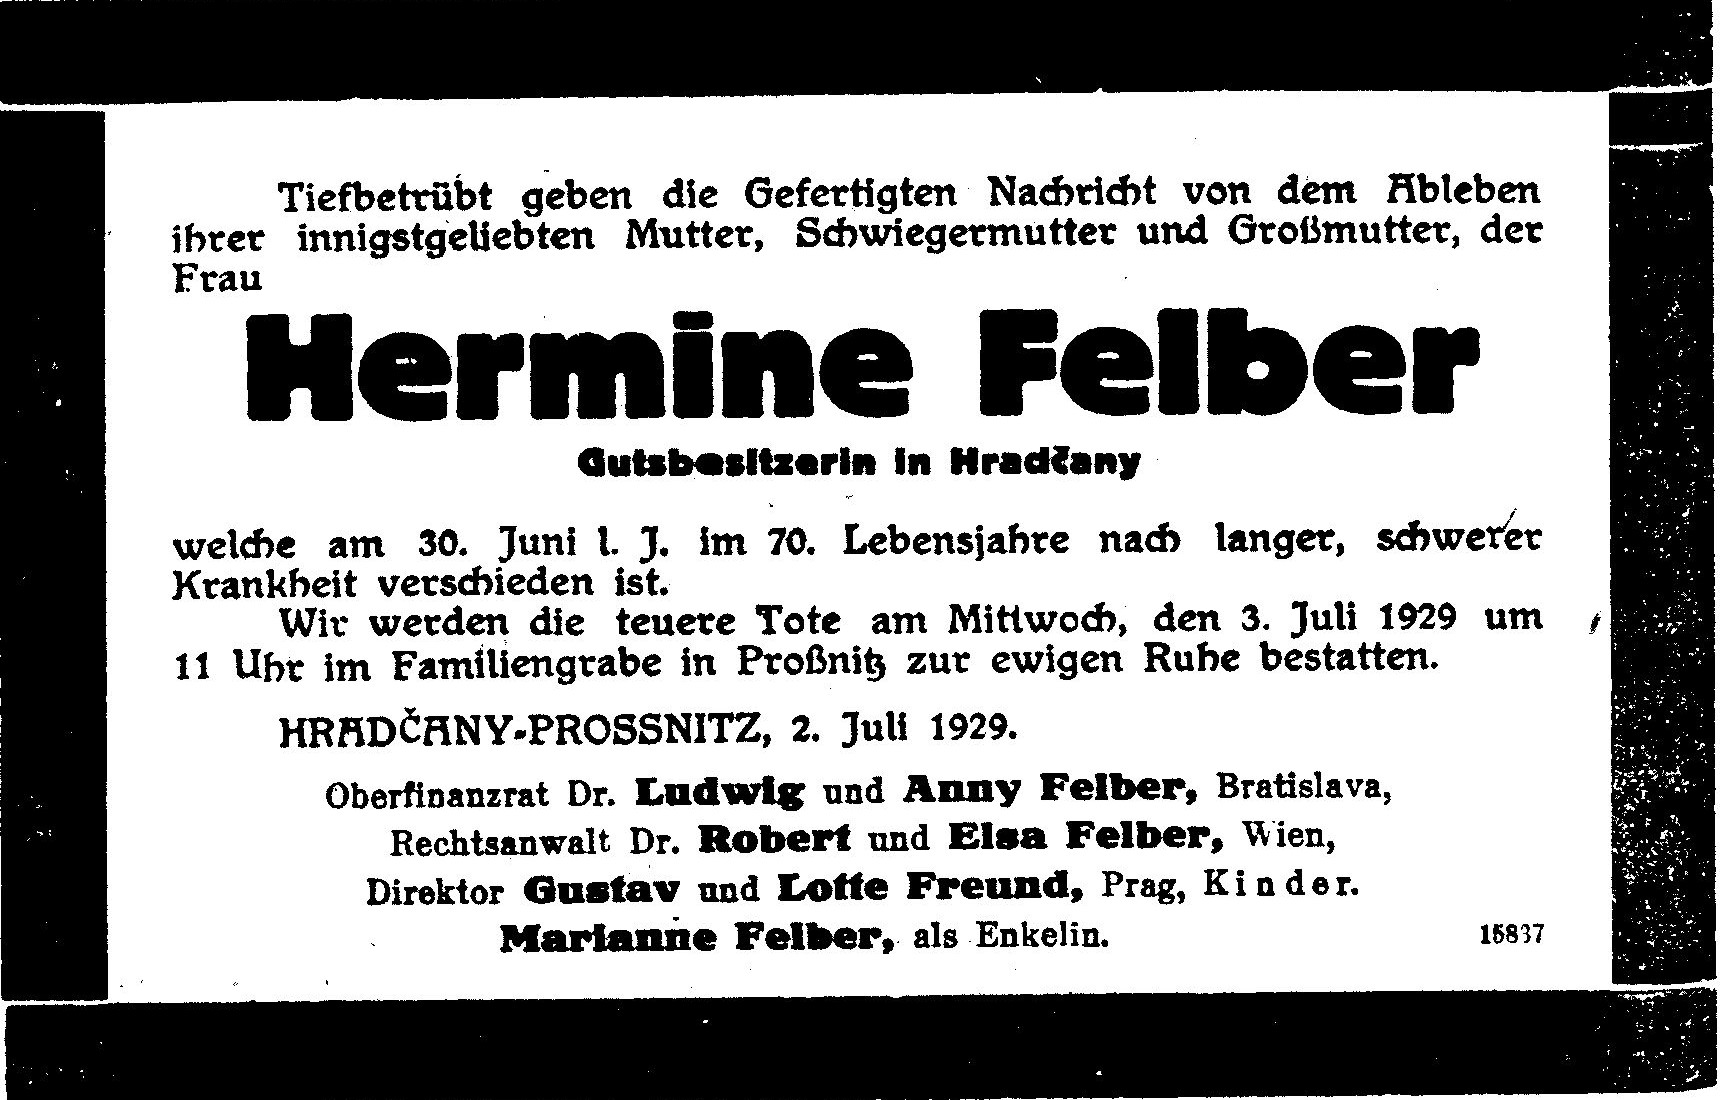 Tiefbetrübt geben die Gefertigten Nachricht von dem Ableben
ihrer innigstgeliebten Mutter, Schwiegermutter und Großmutter, der
Frau
Hermine Felber
Gutsbesitzerin in Hradčany
welche am 30. Juni l. J. im 70. Lebensjahre nach langer, schwerer
Krankheit verschieden ist.
Wir werden die teuere Tote am Mittwoch, den 3. Juli 1929 um
11 Uhr im Familiengrabe in Proßnitz zur ewigen Ruhe bestatten.
HRADČANY-PROSSNITZ, 2. Juli 1929.
Oberfinanzrat Dr. Ludwig und Anny Felber, Bratislava,
Rechtsanwalt Dr. Robert und Elsa Felber, Wien,
Direktor Gustav und Lotte Freund, Prag, Kinder.
Marianne Felber, als Enkelin.
15837